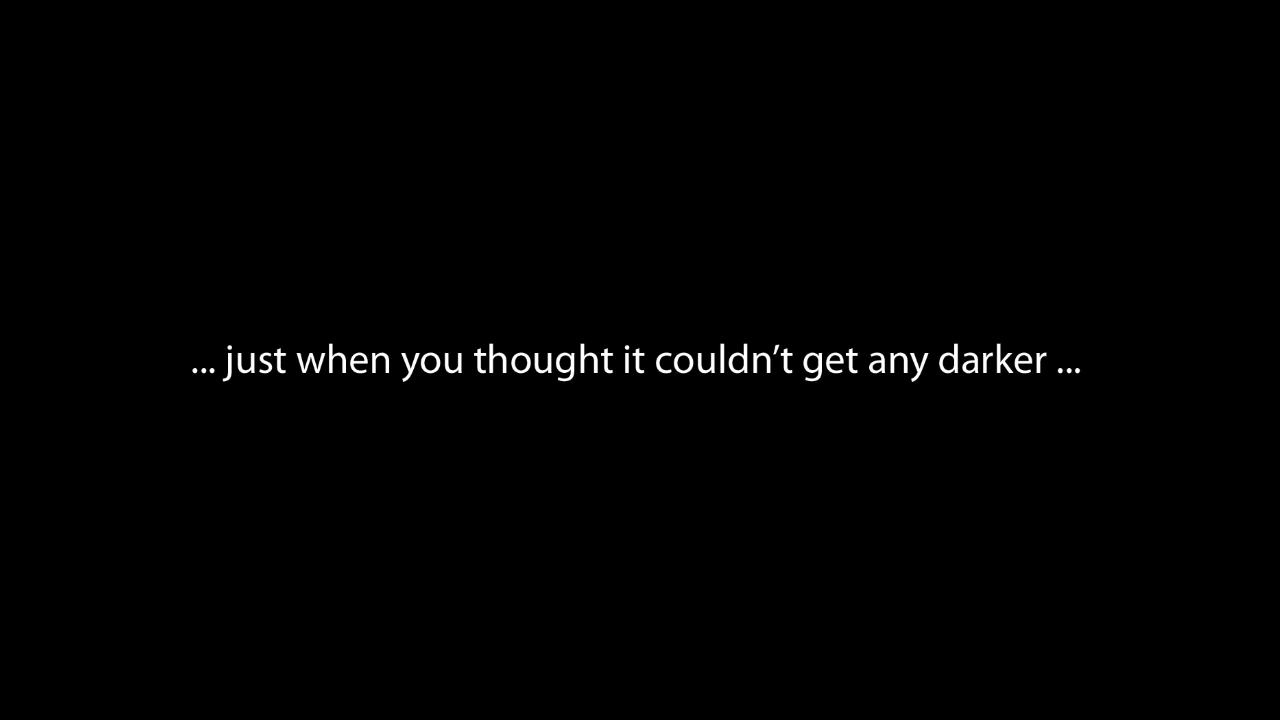 ... just when you thought it couldn’t get any darker ...